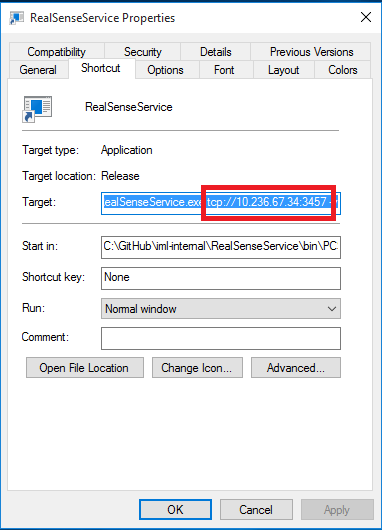 RealSenseService Properties
Compatibility Security Details Previous Versions
General Shortcut Options Font Layout Colors
RealSenseService
Target type: Application
Target location: Release
Target: ealSenseService.exe tcp://10.236.67.34:3457
Start in: C:\GitHub\iml-internal\RealSenseService\bin\PC
Shortcut key: None
Run: Normal window
Comment:
Open File Location Change Icon... Advanced...
OK Cancel Apply